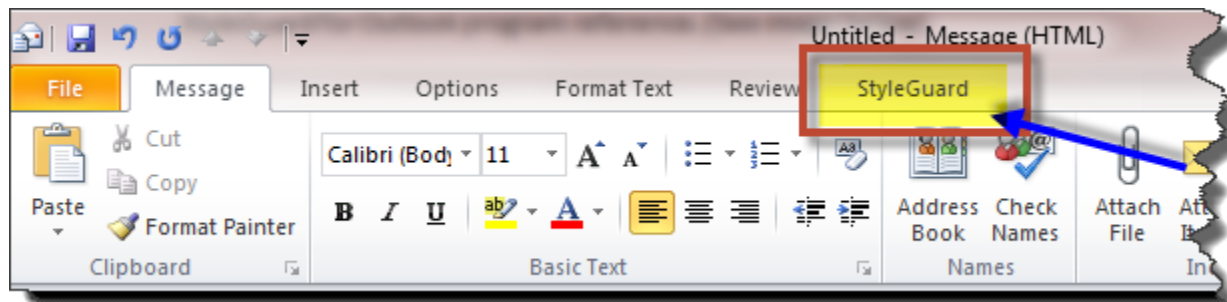 Untitled - Message (HTML)
File Message Insert Options Format Text Review StyleGuard
Paste
Cut
Copy
Format Painter
Clipboard
Calibri (Body 11
B I U
Basic Text
Address Book
Check Names
Names
Attach File